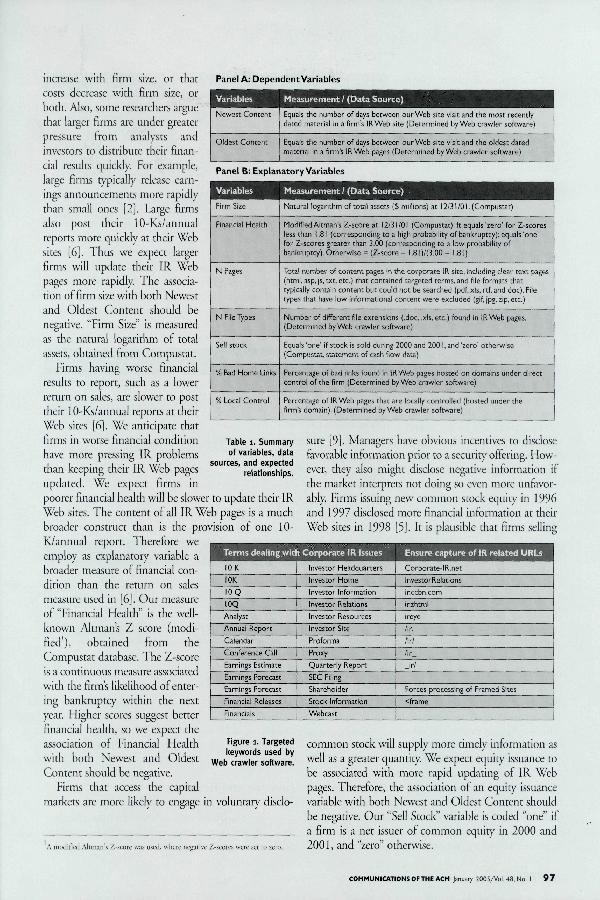 increase with firm size, or that
costs decrease with firm size, or
both. Also, some researchers argue
that larger firms are under greater
pressure from analysts and
investors to distribute their finan-
cial results quickly. For example,
large firms typically release earn-
ings announcements more rapidly
than small ones [2]. Large firms
also post their 10-Ks/annual
reports more quickly at their Web
sites [6]. Thus we expect larger
firms will update their IR Web
pages more rapidly. The associa-
tion of firm size with both Newest
and Oldest Content should be
negative. “Firm Size” is measured
as the natural logarithm of total
assets, obtained from Compustat.
Firms having worse financial
results to report, such as a lower
return on sales, are slower to post
their 10-Ks/annual reports at their
Web sites [6]. We anticipate that
firms in worse financial condition
have more pressing IR problems
than keeping their IR Web pages
updated. We expect firms in
poorer financial health will be slower to update their IR
Web sites. The content of all IR Web pages is a much
broader construct than is the provision of one 10-
K/annual report. Therefore we
employ as explanatory variable a
broader measure of financial con-
dition than the return on sales
measure used in [6]. Our measure
of “Financial Health” is the well-
known Altman's Z score (modi-
fied¹), obtained from the
Compustat database. The Z-score
is a continuous measure associated
with the firm's likelihood of enter-
ing bankruptcy within the next
year. Higher scores suggest better
financial health, so we expect the
association of Financial Health
with both Newest and Oldest
Content should be negative.
Firms that access the capital
markets are more likely to engage in voluntary disclo-
¹A modified Altman's Z-score was used, where negative Z-scores were set to zero.
Panel A: Dependent Variables
Variables Measurement / (Data Source)
Newest Content Equals the number of days between our Web site visit and the most recently
dated material in a firm's IR Web site (Determined by Web crawler software)
Oldest Content Equals the number of days between our Web site visit and the oldest dated
material in a firm's IR Web pages (Determined by Web crawler software)
Panel B: Explanatory Variables
Variables Measurement / (Data Source)
Firm Size Natural logarithm of total assets ($ millions) at 12/31/01. (Compustat)
Financial Health Modified Altman's Z-score at 12/31/01 (Compustat) It equals 'zero' for Z-scores
less than 1.81 (corresponding to a high probability of bankruptcy); equals 'one'
for Z-scores greater than 3.00 (corresponding to a low probability of
bankruptcy). Otherwise = (Z-score - 1.81)/(3.00 - 1.81)
N Pages Total number of content pages in the corporate IR site, including clear text pages
(htm, asp, js, txt, etc.) that contained targeted terms, and file formats that
typically contain content but could not be searched (pdf, xls, rtf, and doc). File
types that have low informational content were excluded (gif, jpg, zip, etc.)
N File Types Number of different file extensions (.doc, .xls, etc.) found in IR Web pages.
(Determined by Web crawler software)
Sell stock Equals 'one' if stock is sold during 2000 and 2001, and 'zero' otherwise
(Compustat, statement of cash flow data)
% Bad Home Links Percentage of bad links found in IR Web pages hosted on domains under direct
control of the firm (Determined by Web crawler software)
% Local Control Percentage of IR Web pages that are locally controlled (hosted under the
firm's domain). (Determined by Web crawler software)
Table 1. Summary
of variables, data
sources, and expected
relationships.
sure [9]. Managers have obvious incentives to disclose
favorable information prior to a security offering. How-
ever, they also might disclose negative information if
the market interprets not doing so even more unfavor-
ably. Firms issuing new common stock equity in 1996
and 1997 disclosed more financial information at their
Web sites in 1998 [5]. It is plausible that firms selling
Terms dealing with Corporate IR Issues Ensure capture of IR related URLs
10 K Investor Headquarters Corporate-IR.net
10K Investor Home InvestorRelations
10 Q Investor Information
10Q Investor Relations irzhtml
Analyst Investor Resources ireye
Annual Report Investor Site
Calendar Proforma
Conference Call Proxy /ir_
Earnings Estimate Quarterly Report _ir/
Earnings Forecast SEC Filing
Earnings Forecast Shareholder Forces processing of Framed Sites
Financial Releases Stock Information <frame
Financials Webcast
Figure 1. Targeted
keywords used by
Web crawler software.
common stock will supply more timely information as
well as a greater quantity. We expect equity issuance to
be associated with more rapid updating of IR Web
pages. Therefore, the association of an equity issuance
variable with both Newest and Oldest Content should
be negative. Our “Sell Stock” variable is coded “one” if
a firm is a net issuer of common equity in 2000 and
2001, and “zero” otherwise.
COMMUNICATIONS OF THE ACM January 2005/Vol. 48, No. 1 97